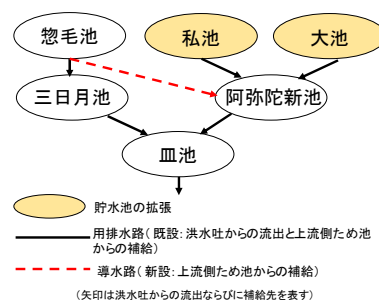 惣毛池
私池
大池
三日月池
阿弥陀新池
皿池
貯水池の拡張
用排水路(既設:洪水吐からの流出と上流側ため池
からの補給)
導水路(新設:上流側ため池からの補給)
(矢印は洪水吐からの流出ならびに補給先を表す)